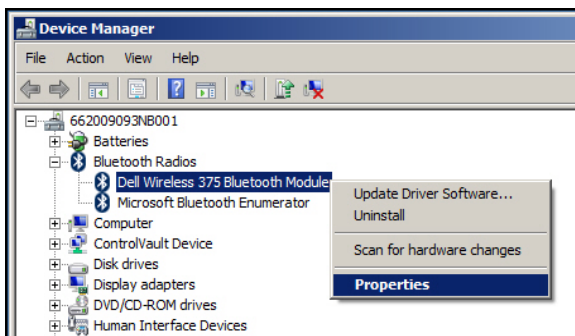 Device Manager
File Action View Help
662009093NB001
Batteries
Bluetooth Radios
Dell Wireless 375 Bluetooth Module
Microsoft Bluetooth Enumerator
Computer
ControlVault Device
Disk drives
Display adapters
DVD/CD-ROM drives
Human Interface Devices
Update Driver Software...
Uninstall
Scan for hardware changes
Properties